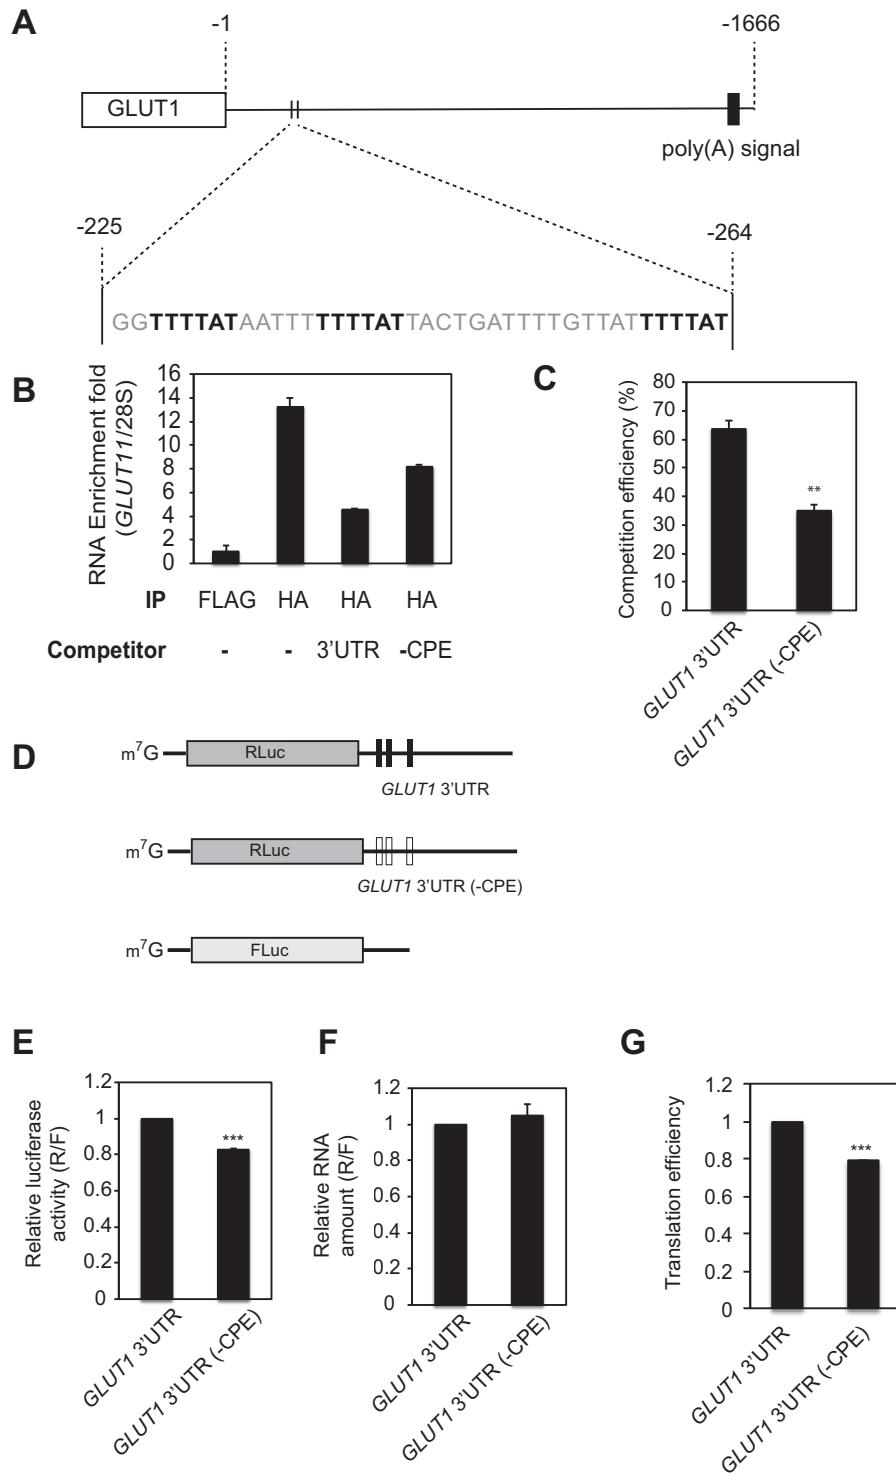 A
-1
-1666
GLUT1
poly(A) signal
-225
-264
GGTTTTATAATTTTTTTATTACTGATTTTGTTATTTTTAT
B
RNA Enrichment fold
(GLUT11/28S)
16
14
12
10
8
6
4
2
0
IP FLAG HA HA HA
Competitor - - 3'UTR -CPE
C
Competition efficiency (%)
80
70
60
50
40
30
20
10
0
**
GLUT1 3'UTR
GLUT1 3'UTR (-CPE)
D
m7G RLuc
GLUT1 3'UTR
m7G RLuc
GLUT1 3'UTR (-CPE)
m7G FLuc
E
Relative luciferase
activity (R/F)
1.2
1
0.8
0.6
0.4
0.2
0
***
GLUT1 3'UTR
GLUT1 3'UTR (-CPE)
F
Relative RNA
amount (R/F)
1.2
1
0.8
0.6
0.4
0.2
0
GLUT1 3'UTR
GLUT1 3'UTR (-CPE)
G
Translation efficiency
1.2
1
0.8
0.6
0.4
0.2
0
***
GLUT1 3'UTR
GLUT1 3'UTR (-CPE)